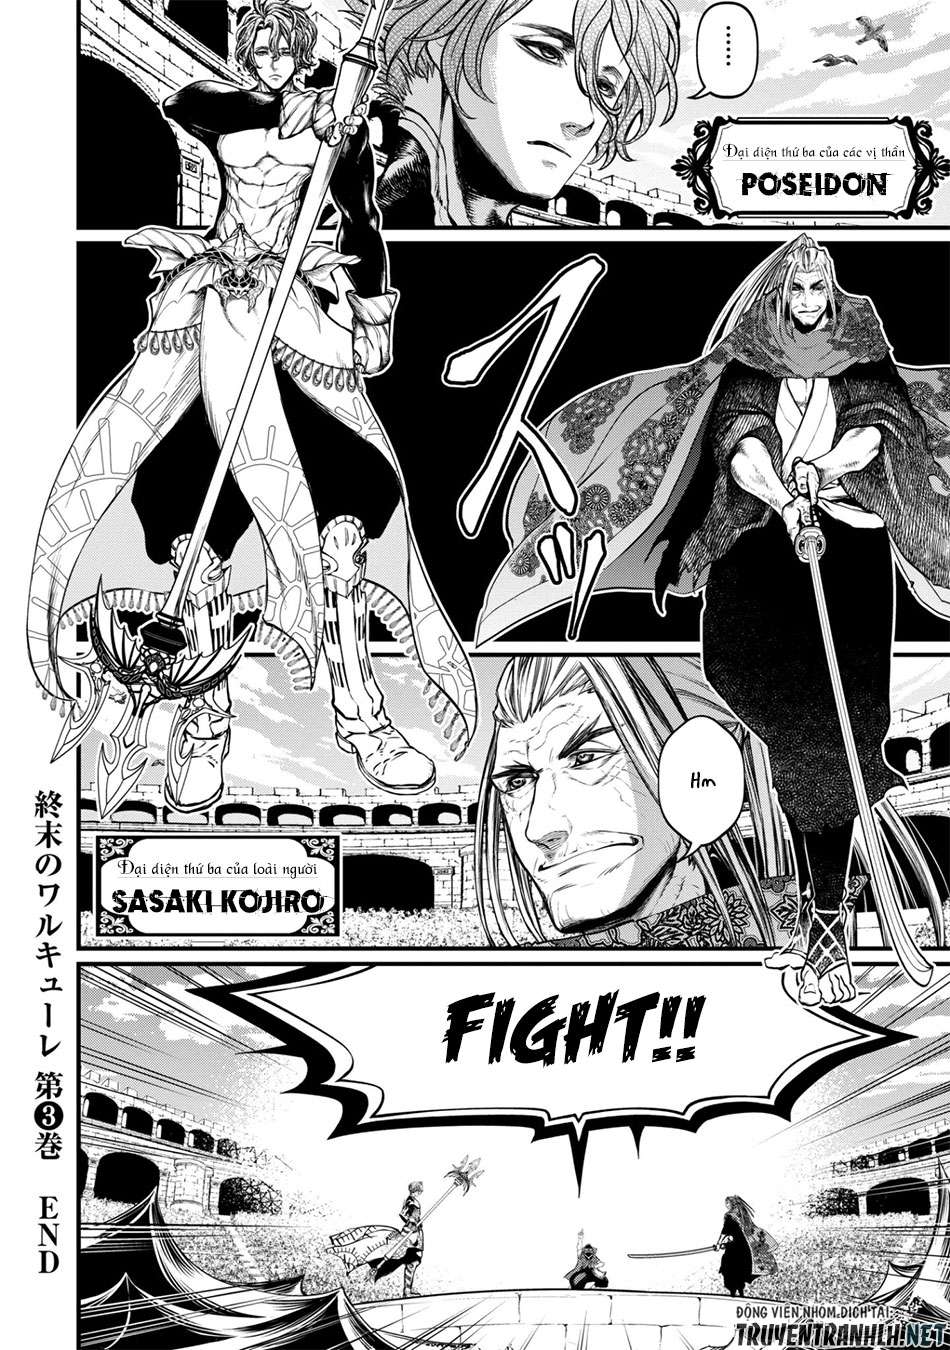 ......
Đại diện thứ ba của các vị thần
POSEIDON
スッ
Hm
Đại diện thứ ba của loài người
SASAKI KOJIRO
FIGHT!!
終末のワルキューレ 第❸巻 END
ĐỘNG VIÊN NHÓM DỊCH TẠI:
TRUYENTRANHLH.NET